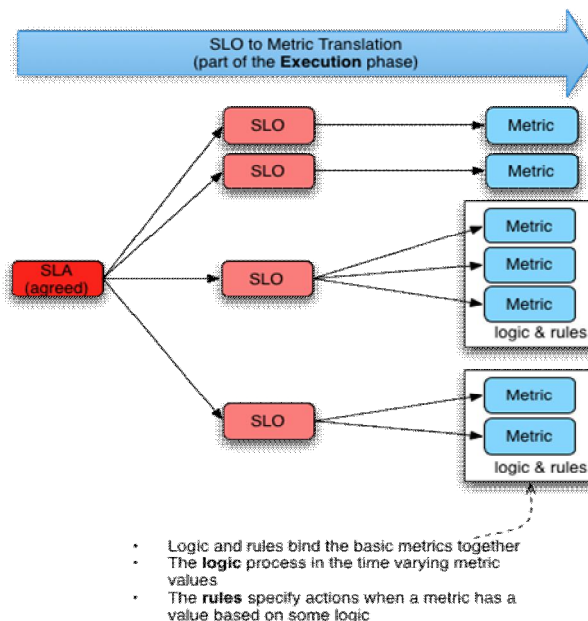 SLO to Metric Translation
(part of the Execution phase)
SLO
Metric
SLO
Metric
Metric
SLA
(agreed)
SLO
Metric
Metric
logic & rules
Metric
SLO
Metric
logic & rules
• Logic and rules bind the basic metrics together
• The logic process in the time varying metric
values
• The rules specify actions when a metric has a
value based on some logic